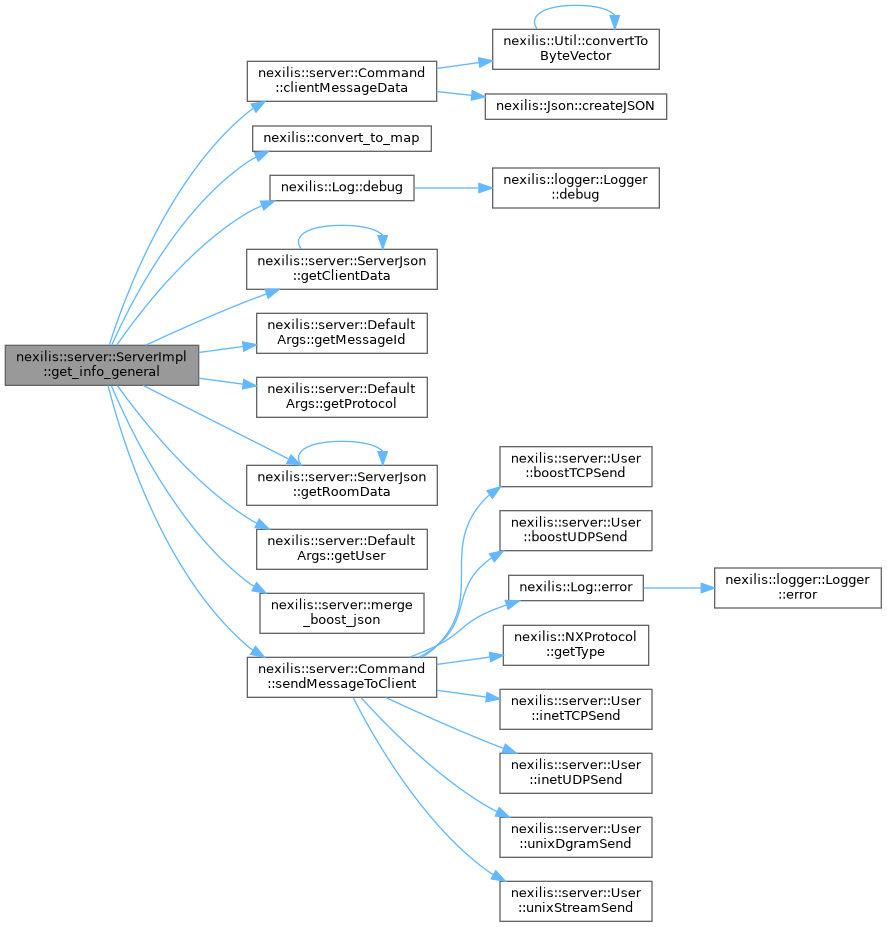 nexilis::Util::convertTo
ByteVector
nexilis::server::Command
::clientMessageData
nexilis::Json::createJSON
nexilis::convert_to_map
nexilis::Log::debug
nexilis::logger::Logger
::debug
nexilis::server::ServerJson
::getClientData
nexilis::server::Default
Args::getMessageId
nexilis::server::ServerImpl
::get_info_general
nexilis::server::Default
Args::getProtocol
nexilis::server::ServerJson
::getRoomData
nexilis::server::User
::boostTCPSend
nexilis::server::Default
Args::getUser
nexilis::server::User
::boostUDPSend
nexilis::server::merge
_boost_json
nexilis::Log::error
nexilis::logger::Logger
::error
nexilis::server::Command
::sendMessageToClient
nexilis::NXProtocol
::getType
nexilis::server::User
::inetTCPSend
nexilis::server::User
::inetUDPSend
nexilis::server::User
::unixDgramSend
nexilis::server::User
::unixStreamSend